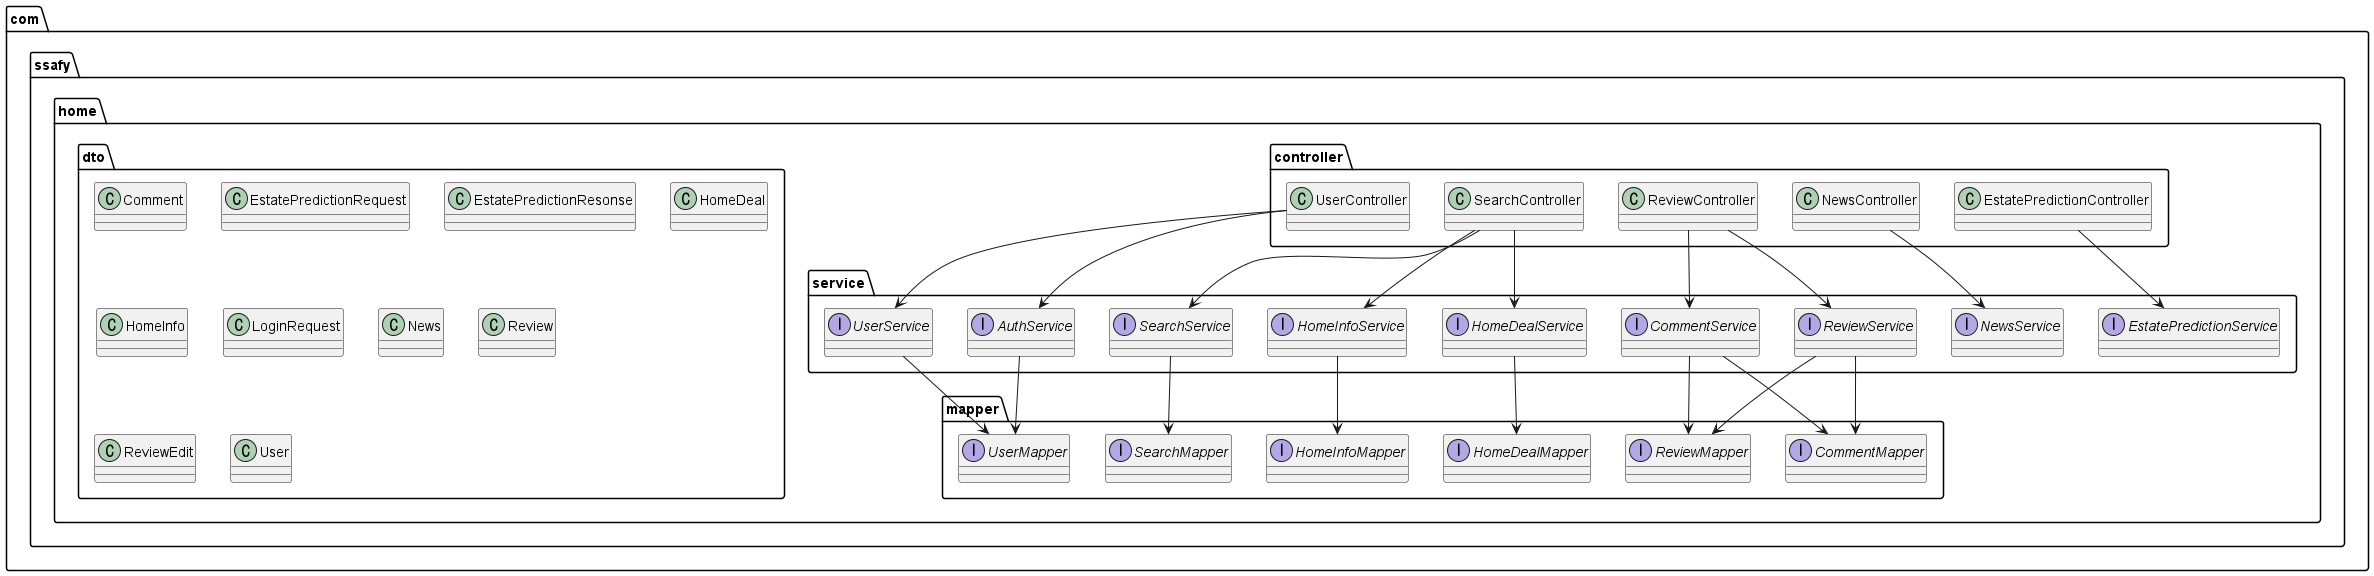 com
ssafy
home
dto
controller
C Comment
C EstatePredictionRequest
C EstatePredictionResonse
C HomeDeal
C UserController
C SearchController
C ReviewController
C NewsController
C EstatePredictionController
service
C HomeInfo
C LoginRequest
C News
C Review
I UserService
I AuthService
I SearchService
I HomeInfoService
I HomeDealService
I CommentService
I ReviewService
I NewsService
I EstatePredictionService
mapper
C ReviewEdit
C User
I UserMapper
I SearchMapper
I HomeInfoMapper
I HomeDealMapper
I ReviewMapper
I CommentMapper